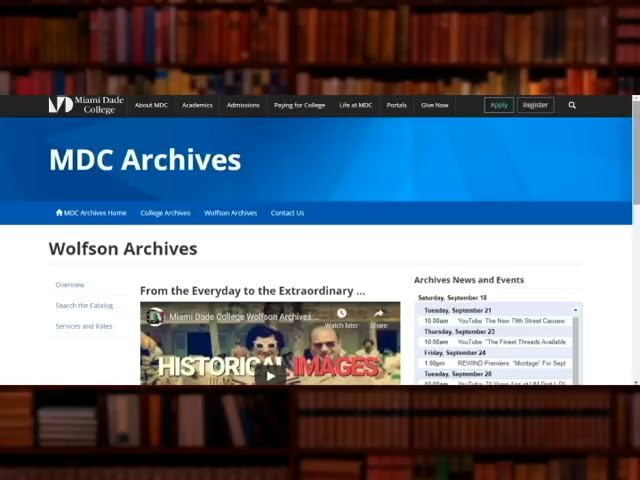 Miami Dade
College
About MDC
Academics
Admissions
Paying for College
Life at MDC
Portals
Give Now
Apply
Register
MDC Archives
MDC Archives Home
College Archives
Wolfson Archives
Contact Us
Wolfson Archives
Overview
Search the Catalog
Services and Rates
From the Everyday to the Extraordinary ...
Miami Dade College Wolfson Archives:...
Watch later
Share
HISTORICAL IMAGES
Archives News and Events
Saturday, September 18
Tuesday, September 21
10:00am YouTube: The New 79th Street Causew
Thursday, September 23
10:00am YouTube: "The Finest Threads Available
Friday, September 24
1:00pm REWIND Premiere: "Montage" For Sept
Tuesday, September 28
10:00am YouTube: